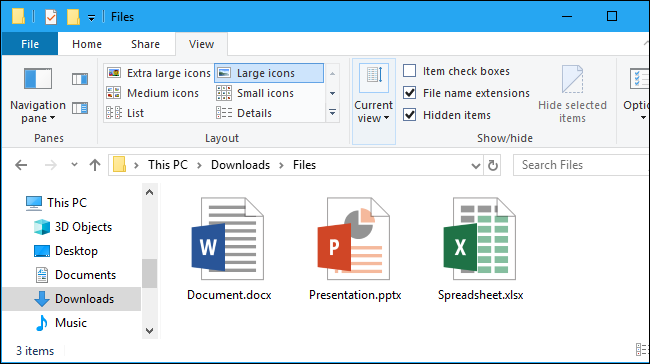 Files
File Home Share View
Navigation pane
Extra large icons Large icons
Medium icons Small icons
List Details
Current view
Item check boxes
File name extensions
Hidden items
Hide selected items
Panes Layout Show/hide
This PC Downloads Files Search Files
This PC
3D Objects
Desktop
Documents
Downloads
Music
W P X
Document.docx Presentation.pptx Spreadsheet.xlsx
3 items